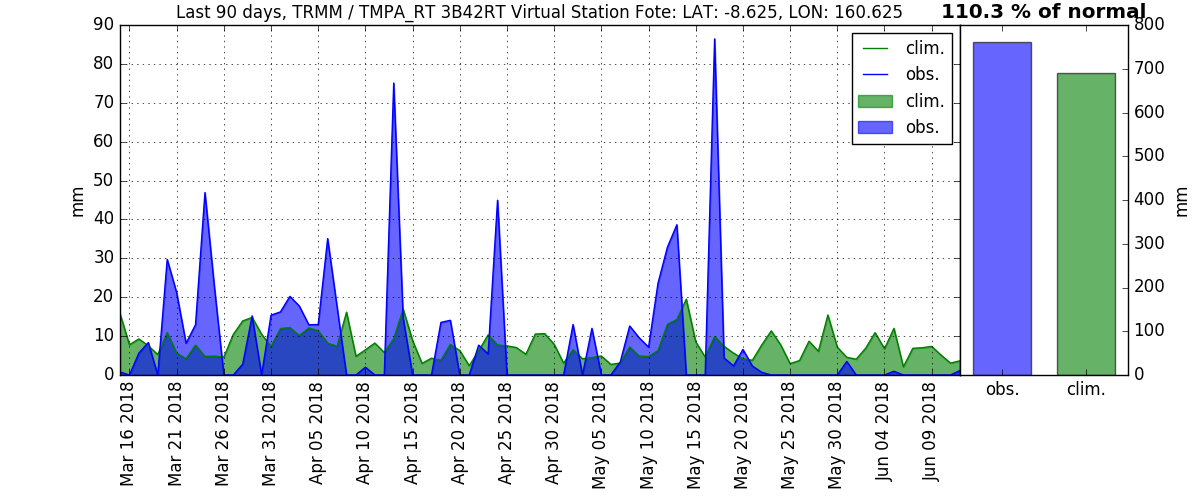 Last 90 days, TRMM / TMPA_RT 3B42RT Virtual Station Fote: LAT: -8.625, LON: 160.625
110.3 % of normal
90
80
70
60
50
40
30
20
10
0
mm
clim.
obs.
clim.
obs.
800
700
600
500
400
300
200
100
0
mm
Mar 16 2018
Mar 21 2018
Mar 26 2018
Mar 31 2018
Apr 05 2018
Apr 10 2018
Apr 15 2018
Apr 20 2018
Apr 25 2018
Apr 30 2018
May 05 2018
May 10 2018
May 15 2018
May 20 2018
May 25 2018
May 30 2018
Jun 04 2018
Jun 09 2018
obs.
clim.